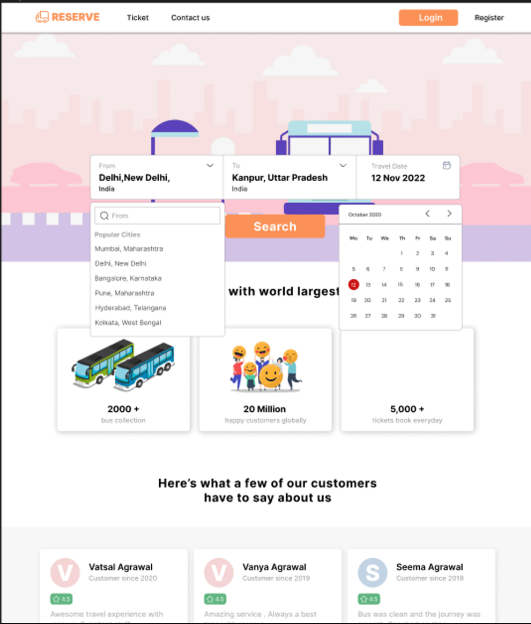 RESERVE
Ticket
Contact us
Login
Register
From
Delhi,New Delhi,
India
To
Kanpur, Uttar Pradesh
India
Travel Date
12 Nov 2022
From
Popular Cities
Mumbai, Maharashtra
Delhi, New Delhi
Bangalore, Karnataka
Pune, Maharashtra
Hyderabad, Telangana
Kolkata, West Bengal
Search
October 2020
Mo Tu We Th Fr Sa Su
1 2 3 4
5 6 7 8 9 10 11
12 13 14 15 16 17 18
19 20 21 22 23 24 25
26 27 28 29 30 31
with world largest
2000 +
bus collection
20 Million
happy customers globally
5,000 +
tickets book everyday
Here's what a few of our customers
have to say about us
V
Vatsal Agrawal
Customer since 2020
4.5
Awesome travel experience with
V
Vanya Agrawal
Customer since 2019
4.5
Amazing service . Always a best
S
Seema Agrawal
Customer since 2018
4.5
Bus was clean and the journey was